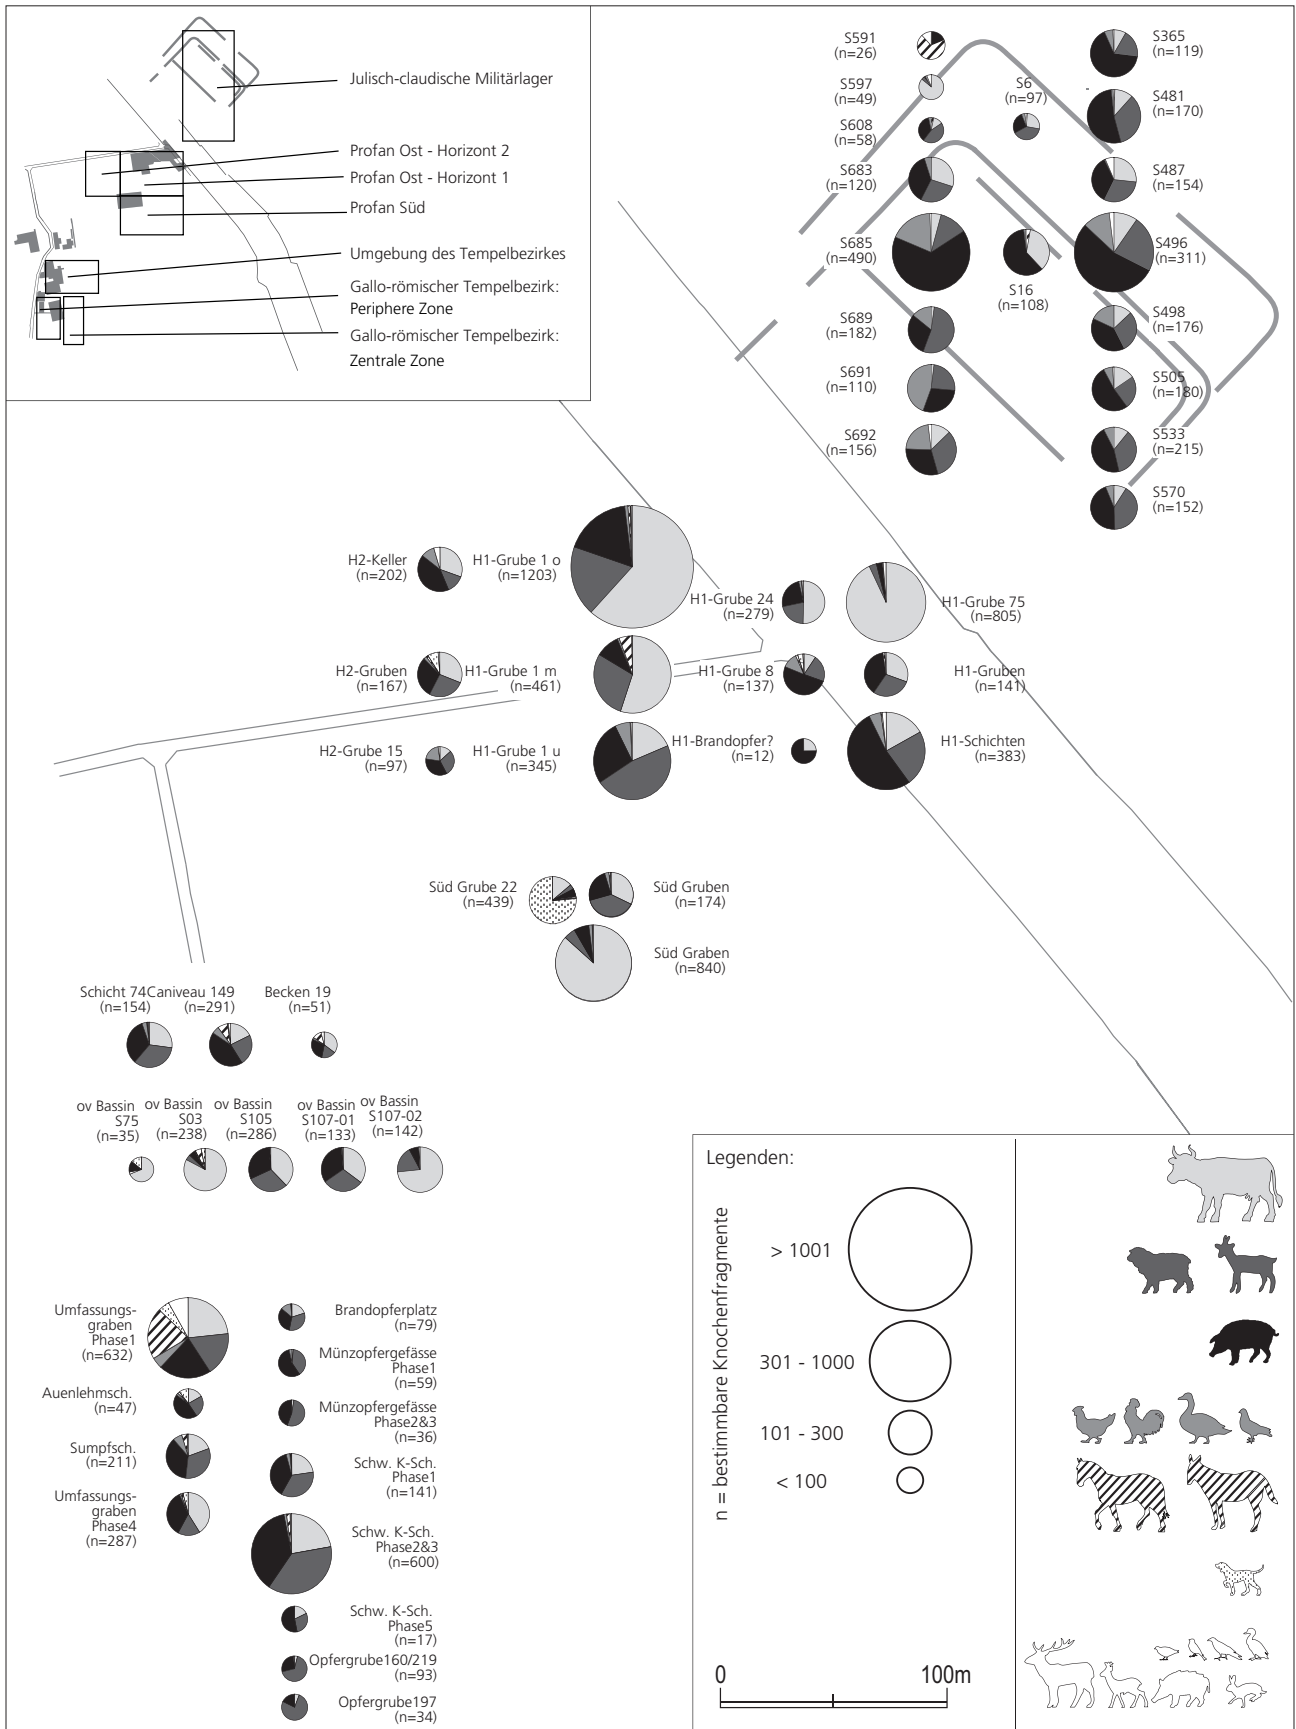 Julisch-claudische Militärlager
Profan Ost - Horizont 2
Profan Ost - Horizont 1
Profan Süd
Umgebung des Tempelbezirkes
Gallo-römischer Tempelbezirk:
Periphere Zone
Gallo-römischer Tempelbezirk:
Zentrale Zone
S591
(n=26)
S597
(n=49)
S608
(n=58)
S683
(n=120)
S685
(n=490)
S689
(n=182)
S691
(n=110)
S692
(n=156)
S6
(n=97)
S16
(n=108)
S365
(n=119)
S481
(n=170)
S487
(n=154)
S496
(n=311)
S498
(n=176)
S505
(n=180)
S533
(n=215)
S570
(n=152)
H2-Keller
(n=202)
H1-Grube 1 o
(n=1203)
H1-Grube 24
(n=279)
H1-Grube 75
(n=805)
H2-Gruben
(n=167)
H1-Grube 1 m
(n=461)
H1-Grube 8
(n=137)
H1-Gruben
(n=141)
H2-Grube 15
(n=97)
H1-Grube 1 u
(n=345)
H1-Brandopfer?
(n=12)
H1-Schichten
(n=383)
Süd Grube 22
(n=439)
Süd Gruben
(n=174)
Süd Graben
(n=840)
Schicht 74
(n=154)
Caniveau 149
(n=291)
Becken 19
(n=51)
ov Bassin
S75
(n=35)
ov Bassin
S03
(n=238)
ov Bassin
S105
(n=286)
ov Bassin
S107-01
(n=133)
ov Bassin
S107-02
(n=142)
Umfassungs-
graben
Phase1
(n=632)
Auenlehmsch.
(n=47)
Sumpfsch.
(n=211)
Umfassungs-
graben
Phase4
(n=287)
Brandopferplatz
(n=79)
Münzopfergefässe
Phase1
(n=59)
Münzopfergefässe
Phase2&3
(n=36)
Schw. K-Sch.
Phase1
(n=141)
Schw. K-Sch.
Phase2&3
(n=600)
Schw. K-Sch.
Phase5
(n=17)
Opfergrube160/219
(n=93)
Opfergrube197
(n=34)
Legenden:
n = bestimmbare Knochenfragmente
> 1001
301 - 1000
101 - 300
< 100
0 100m